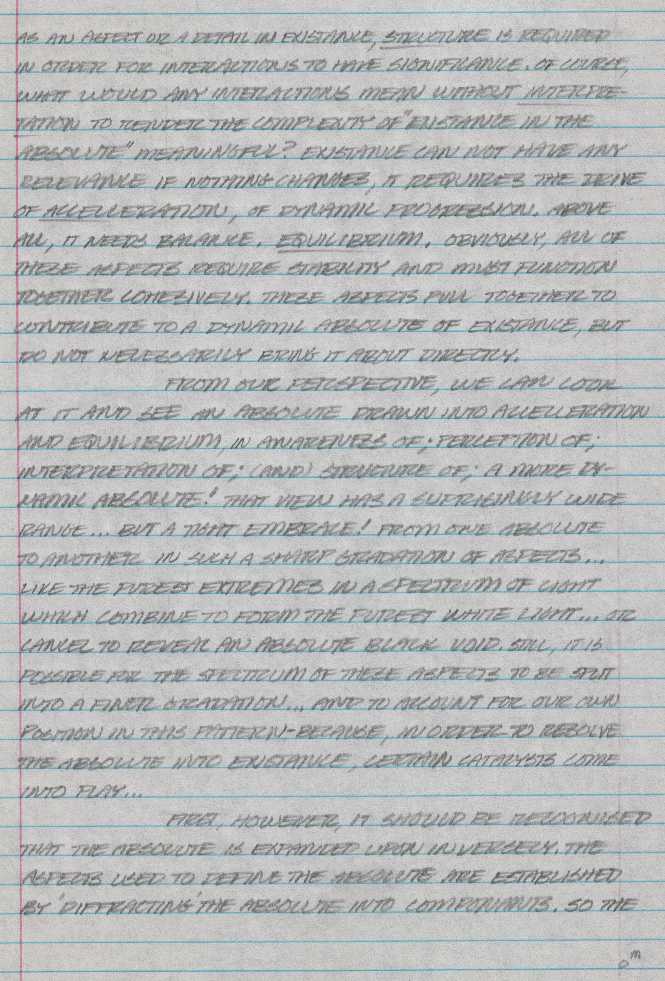 AS AN ASPECT OR A DETAIL IN EXISTANCE, STRUCTURE IS REQUIRED
IN ORDER FOR INTERACTIONS TO HAVE SIGNIFICANCE. OF COURSE,
WHAT WOULD ANY INTERACTIONS MEAN WITHOUT INTERPRE-
TATION TO RENDER THE COMPLEXITY OF "EXISTANCE IN THE
ABSOLUTE" MEANINGFUL? EXISTANCE CAN NOT HAVE ANY
RELEVANCE IF NOTHING CHANGES, IT REQUIRES THE DRIVE
OF ACCELLERATION, OF DYNAMIC PROGRESSION. ABOVE
ALL, IT NEEDS BALANCE. EQUILIBRIUM. OBVIOUSLY, ALL OF
THESE ASPECTS REQUIRE STABILITY AND MUST FUNCTION
TOGETHER COHESIVELY. THESE ASPECTS PULL TOGETHER TO
CONTRIBUTE TO A DYNAMIC ABSOLUTE OF EXISTANCE, BUT
DO NOT NECESSARILY BRING IT ABOUT DIRECTLY.
FROM OUR PERSPECTIVE, WE CAN LOOK
AT IT AND SEE AN ABSOLUTE DRAWN INTO ACCELLERATION
AND EQUILIBRIUM, IN AWARENESS OF; PERCEPTION OF;
INTERPRETATION OF; (AND) STRUCTURE OF; A MORE DY-
NAMIC ABSOLUTE! THAT VIEW HAS A SUPRISINGLY WIDE
RANGE... BUT A TIGHT EMBRACE! FROM ONE ABSOLUTE
TO ANOTHER IN SUCH A SHARP GRADATION OF ASPECTS...
LIKE THE PUREST EXTREMES IN A SPECTRUM OF LIGHT
WHICH COMBINE TO FORM THE PUREST WHITE LIGHT... OR
CANCEL TO REVEAL AN ABSOLUTE BLACK VOID. STILL, IT IS
POSSIBLE FOR THE SPECTRUM OF THESE ASPECTS TO BE SPLIT
INTO A FINER GRADATION... AND TO ACCOUNT FOR OUR OWN
POSITION IN THIS PATTERN-BECAUSE, IN ORDER TO RESOLVE
THE ABSOLUTE INTO EXISTANCE, CERTAIN CATALYSTS COME
INTO PLAY...
FIRST, HOWEVER, IT SHOULD BE RECOGNISED
THAT THE ABSOLUTE IS EXPANDED UPON INVERSELY. THE
ASPECTS USED TO DEFINE THE ABSOLUTE ARE ESTABLISHED
BY 'DIFFRACTING' THE ABSOLUTE INTO COMPONANTS. SO THE